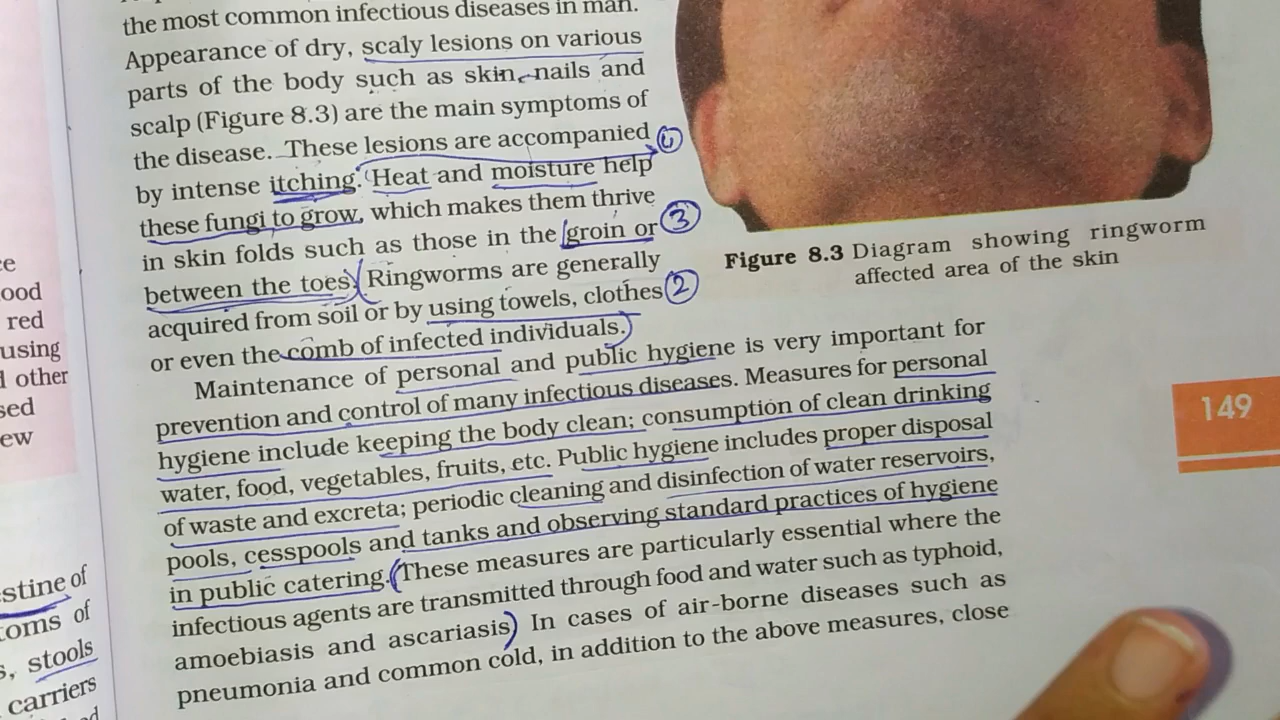 the most common infectious diseases in man.
Appearance of dry, scaly lesions on various
parts of the body such as skin, nails and
scalp (Figure 8.3) are the main symptoms of
the disease. These lesions are accompanied
by intense itching. Heat and moisture help
these fungi to grow, which makes them thrive
in skin folds such as those in the groin or
between the toes. Ringworms are generally
acquired from soil or by using towels, clothes
or even the comb of infected individuals.
1
3
2
Figure 8.3 Diagram showing ringworm
affected area of the skin
Maintenance of personal and public hygiene is very important for
prevention and control of many infectious diseases. Measures for personal
hygiene include keeping the body clean; consumption of clean drinking
water, food, vegetables, fruits, etc. Public hygiene includes proper disposal
of waste and excreta; periodic cleaning and disinfection of water reservoirs,
pools, cesspools and tanks and observing standard practices of hygiene
in public catering. These measures are particularly essential where the
infectious agents are transmitted through food and water such as typhoid,
amoebiasis and ascariasis. In cases of air-borne diseases such as
pneumonia and common cold, in addition to the above measures, close
149
red
using
other
of
of
stools
carriers